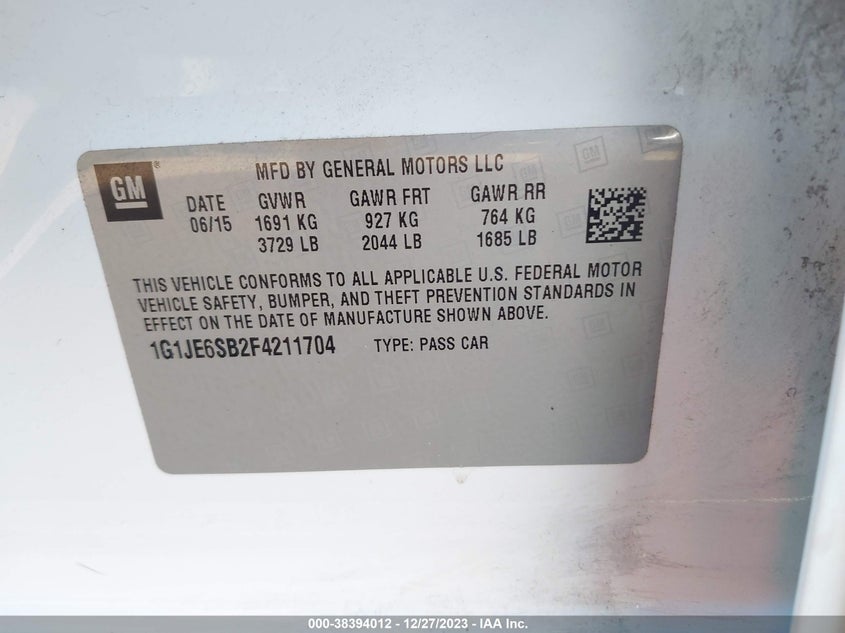 GM ®
MFD BY GENERAL MOTORS LLC
DATE GVWR GAWR FRT GAWR RR
06/15 1691 KG 927 KG 764 KG
3729 LB 2044 LB 1685 LB
THIS VEHICLE CONFORMS TO ALL APPLICABLE U.S. FEDERAL MOTOR
VEHICLE SAFETY, BUMPER, AND THEFT PREVENTION STANDARDS IN
EFFECT ON THE DATE OF MANUFACTURE SHOWN ABOVE.
1G1JE6SB2F4211704 TYPE: PASS CAR
000-38394012 - 12/27/2023 - IAA Inc.